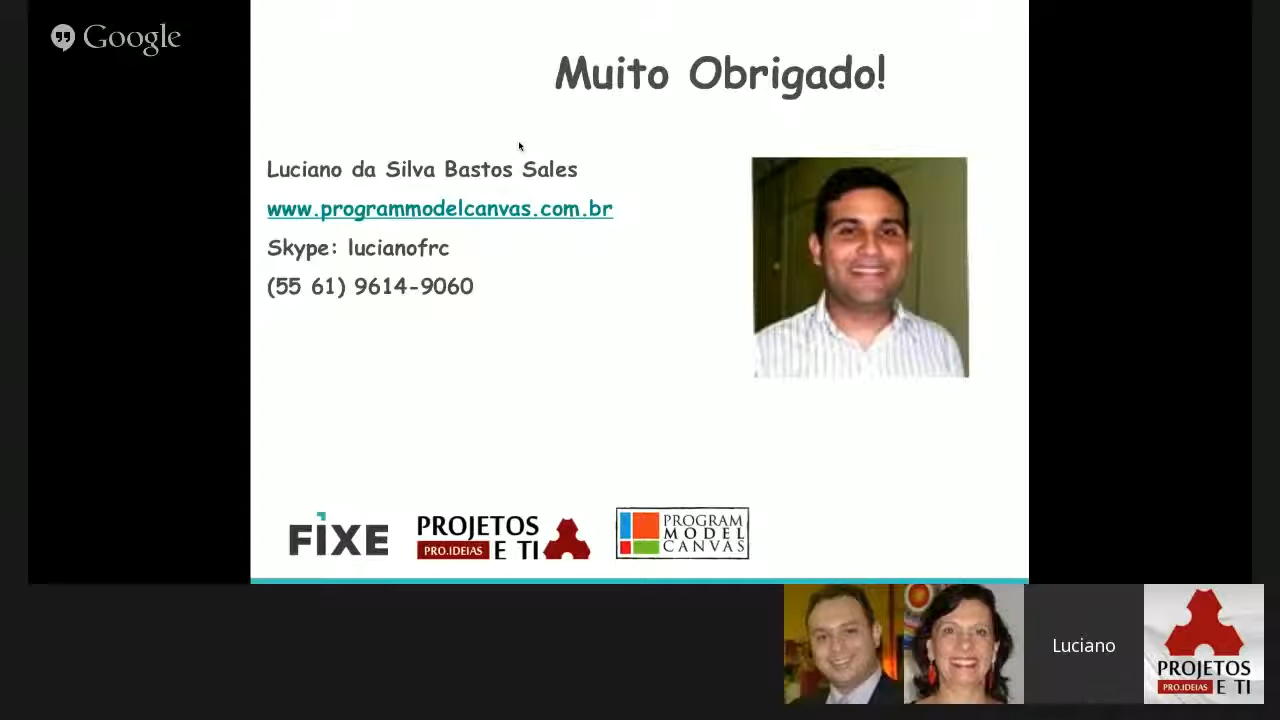 Google
Muito Obrigado!
Luciano da Silva Bastos Sales
www.programmodelcanvas.com.br
Skype: lucianofrc
(55 61) 9614-9060
FIXE
PROJETOS
PRO.IDEIAS E TI
PROGRAM
MODEL
CANVAS
Luciano
PROJETOS
PRO.IDEIAS E TI